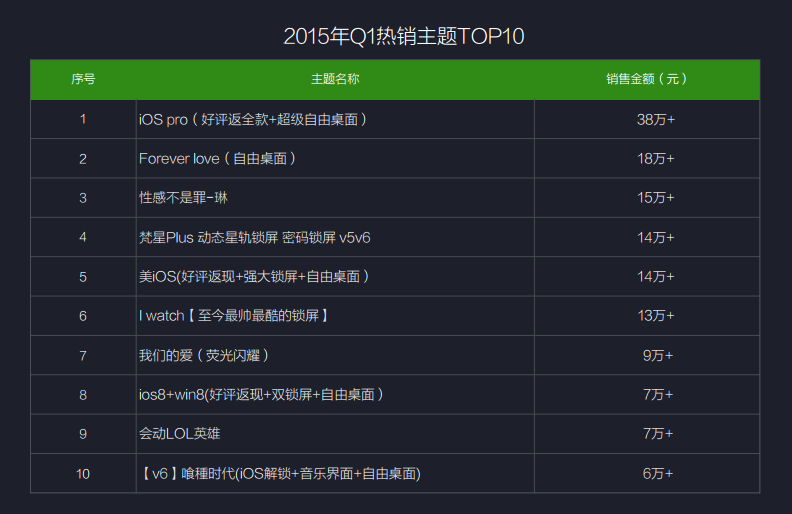 2015年Q1热销主题TOP10
序号 主题名称 销售金额（元）
1 iOS pro（好评返全款+超级自由桌面） 38万+
2 Forever love（自由桌面） 18万+
3 性感不是罪-琳 15万+
4 梵星Plus 动态星轨锁屏 密码锁屏 v5v6 14万+
5 美iOS(好评返现+强大锁屏+自由桌面） 14万+
6 I watch【至今最帅最酷的锁屏】 13万+
7 我们的爱（荧光闪耀） 9万+
8 ios8+win8(好评返现+双锁屏+自由桌面） 7万+
9 会动LOL英雄 7万+
10 【v6】喰種时代(iOS解锁+音乐界面+自由桌面) 6万+